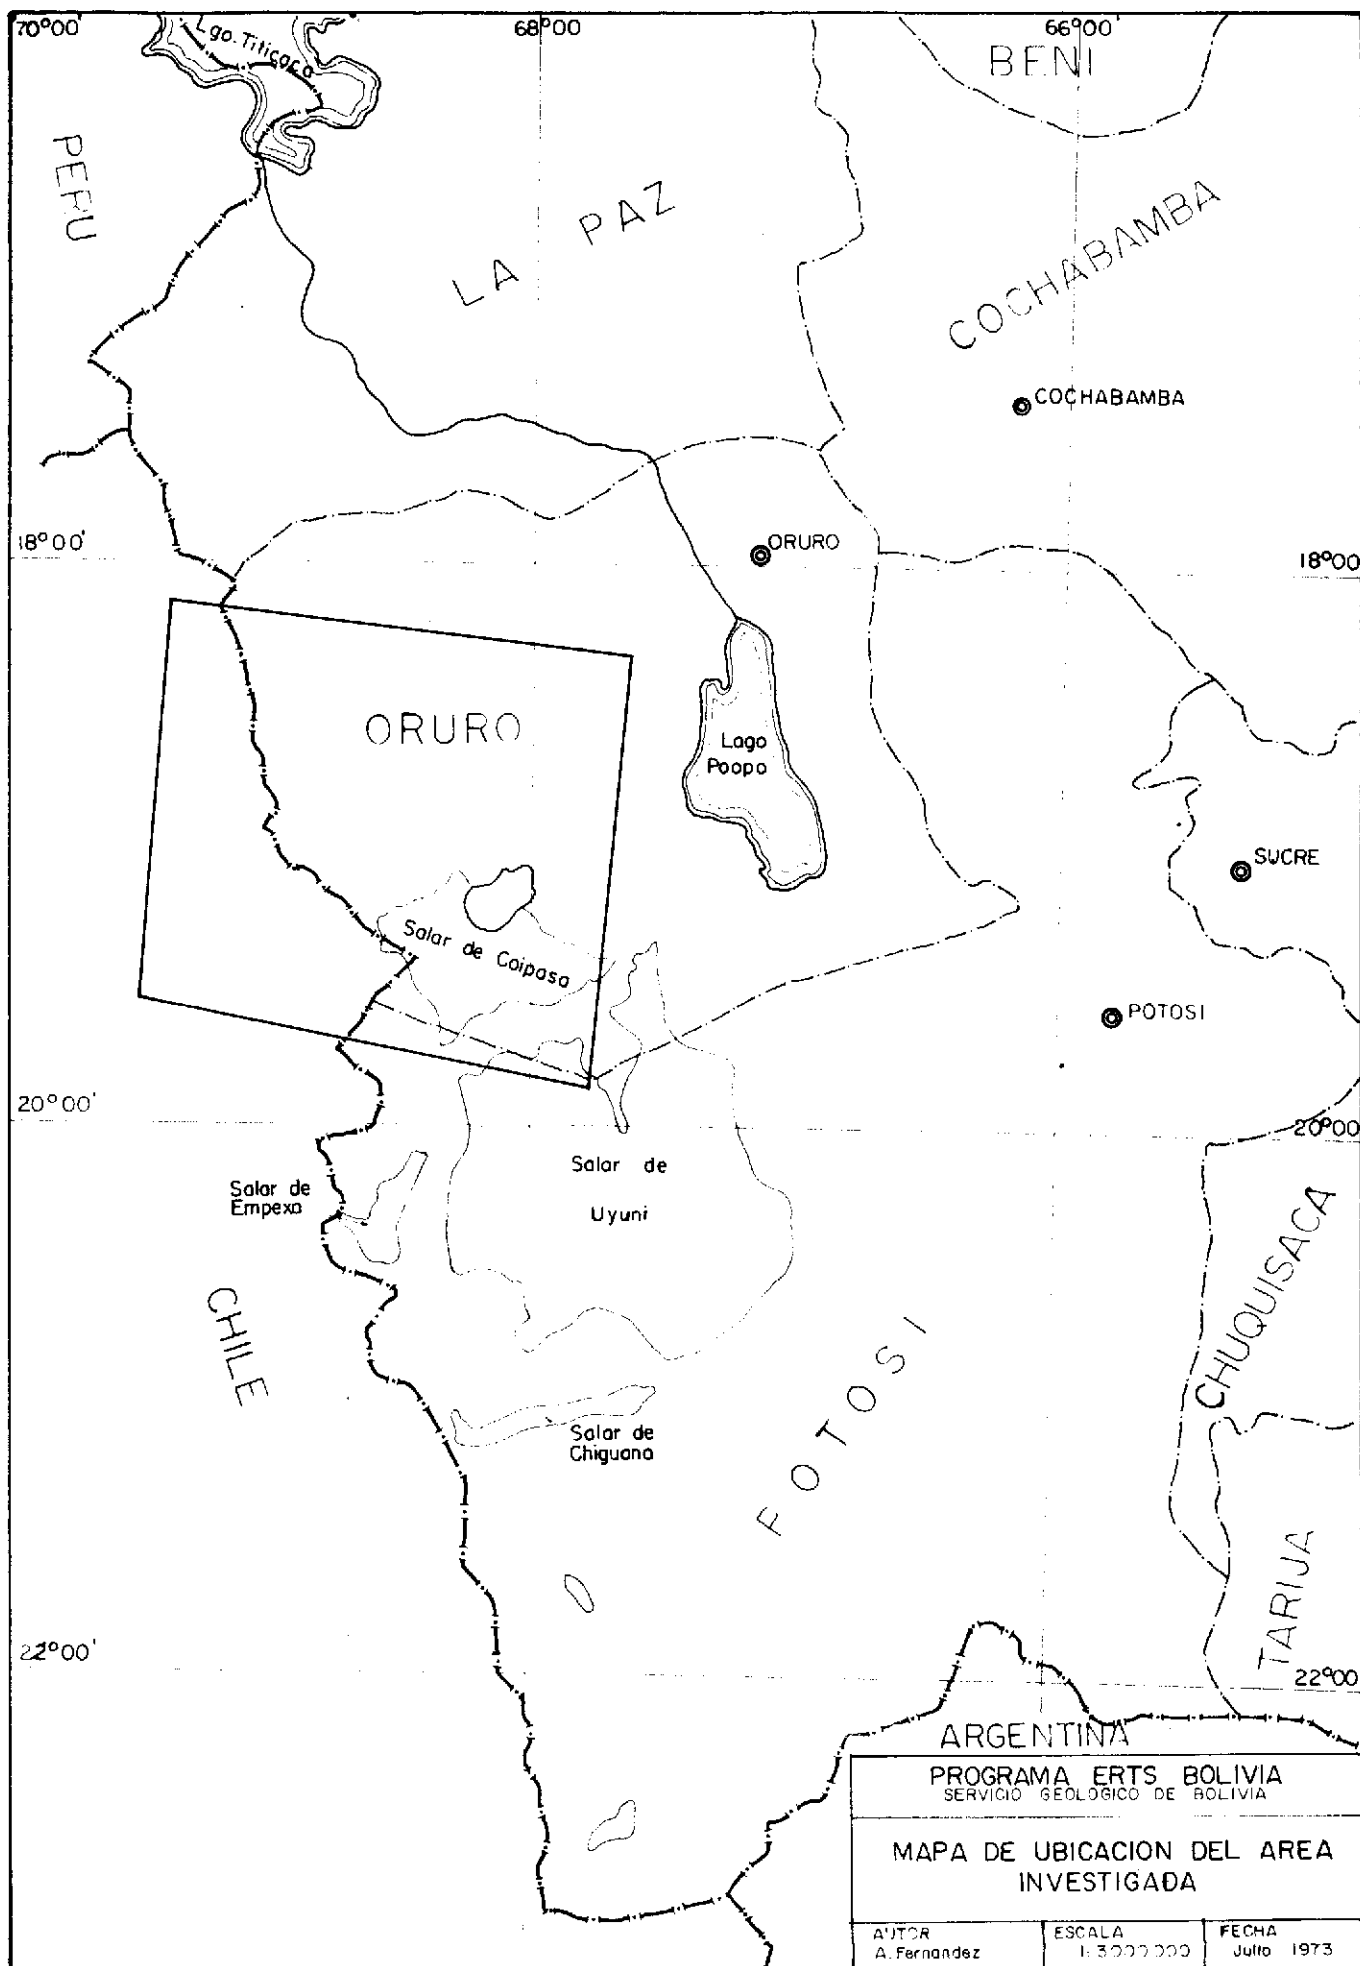 70°00'
68°00'
66°00'
Lgo. Titicaca
BENI
PERU
LA PAZ
COCHABAMBA
COCHABAMBA
18°00'
ORURO
18°00
ORURO
Lago
Poopo
SUCRE
Salar de Coipasa
POTOSI
20°00'
20°00
Salar de
Empexa
Salar de
Uyuni
CHUQUISACA
CHILE
POTOSI
Salar de
Chiguana
TARIJA
22°00'
22°00
ARGENTINA
PROGRAMA ERTS BOLIVIA
SERVICIO GEOLOGICO DE BOLIVIA
MAPA DE UBICACION DEL AREA
INVESTIGADA
AUTOR
A. Fernandez
ESCALA
1:3000000
FECHA
Julio 1973